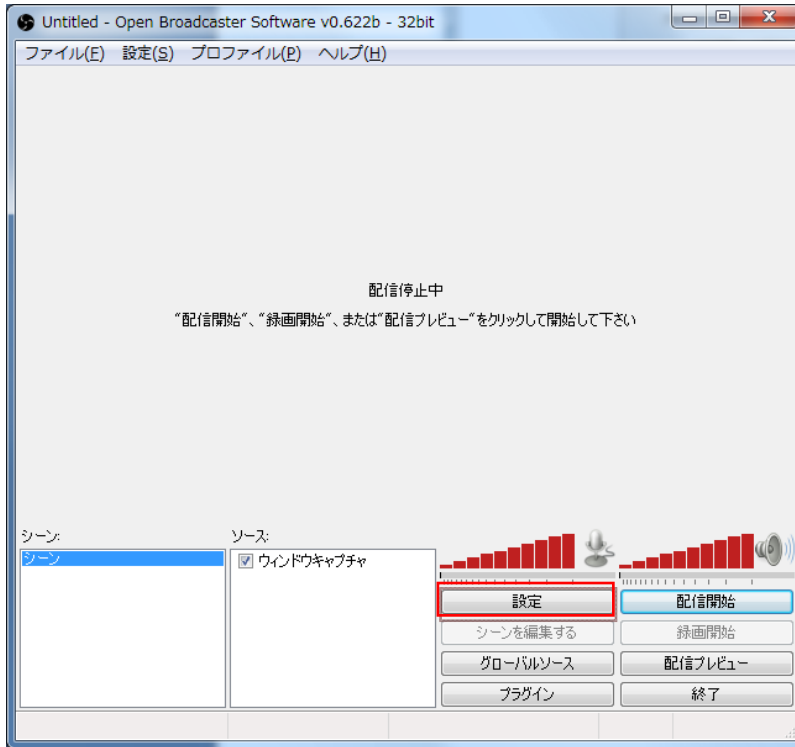 Untitled - Open Broadcaster Software v0.622b - 32bit
ファイル(F) 設定(S) プロファイル(P) ヘルプ(H)
配信停止中
"配信開始"、"録画開始"、または"配信プレビュー"をクリックして開始して下さい
シーン: ソース:
シーン ウィンドウキャプチャ
設定 配信開始
シーンを編集する 録画開始
グローバルソース 配信プレビュー
プラグイン 終了